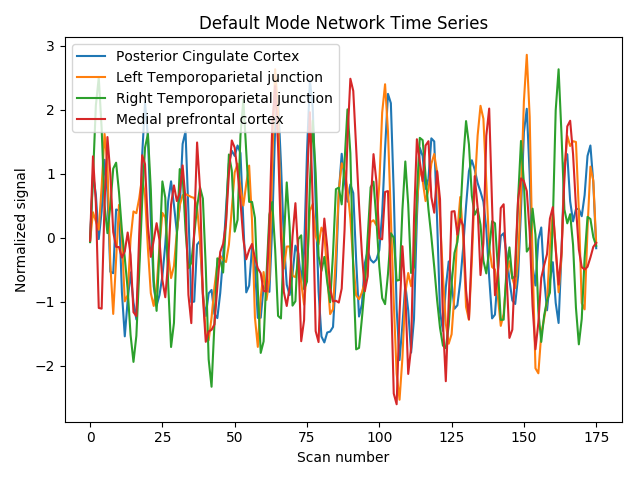 Default Mode Network Time Series
Posterior Cingulate Cortex
Left Temporoparietal junction
Right Temporoparietal junction
Medial prefrontal cortex
Normalized signal
3
2
1
0
−1
−2
0 25 50 75 100 125 150 175
Scan number